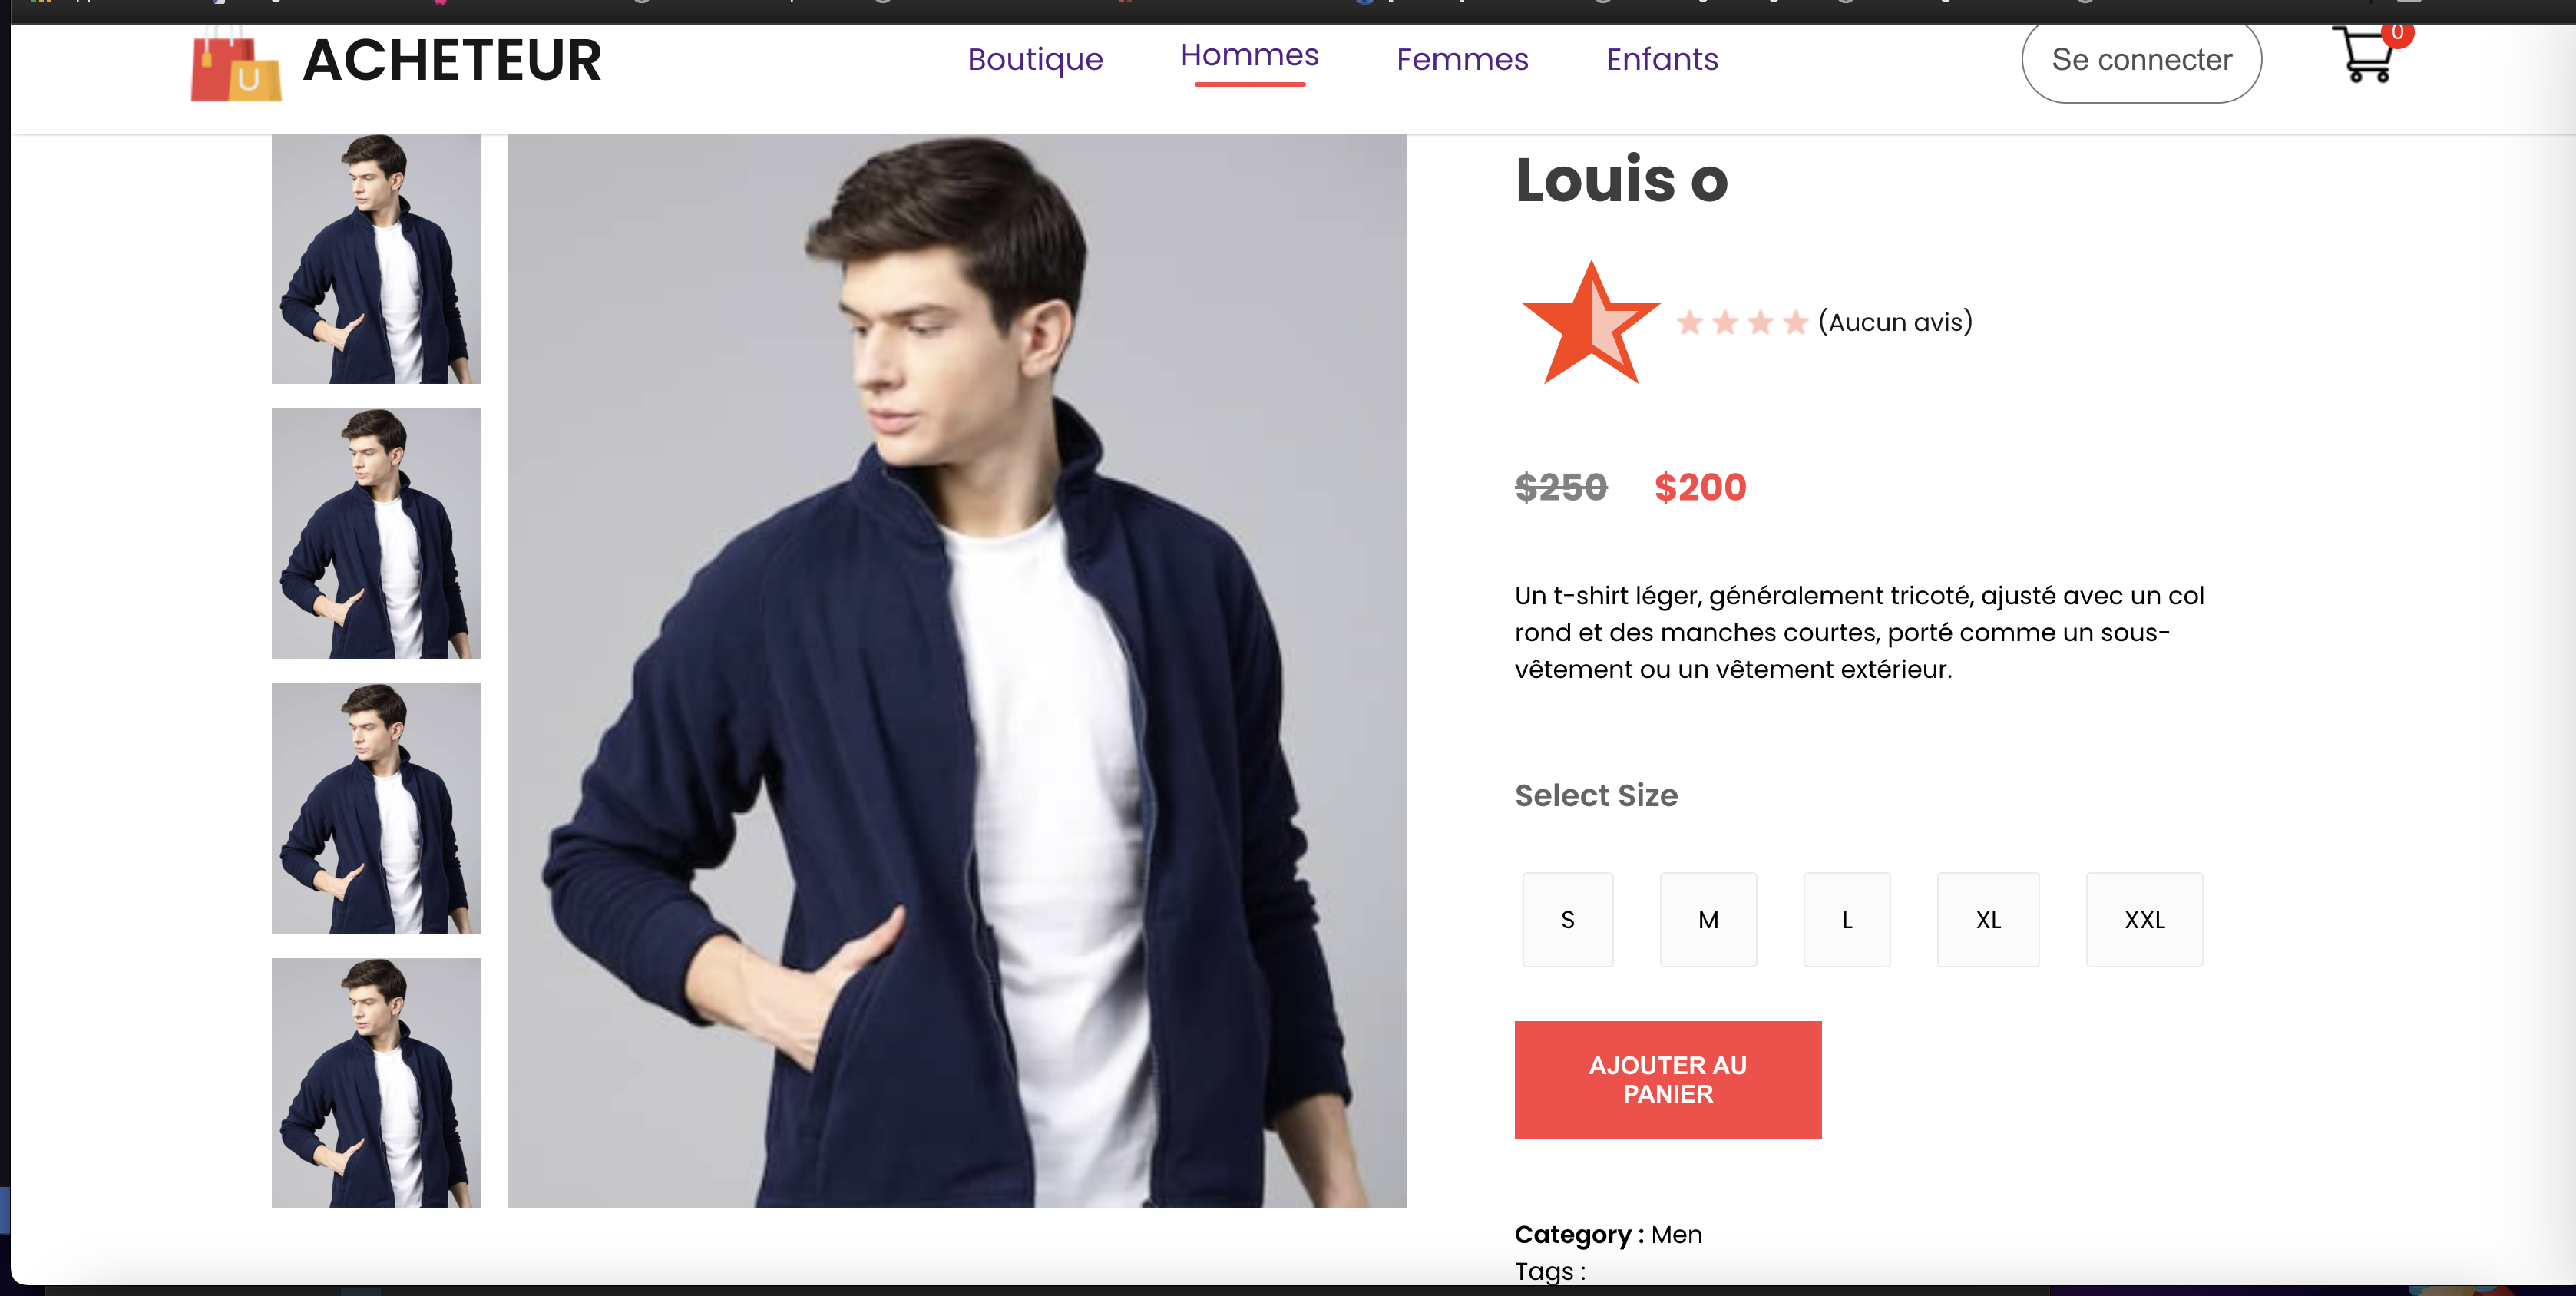 ACHETEUR
Boutique
Hommes
Femmes
Enfants
Se connecter
0
U
Louis o
(Aucun avis)
$250 $200
Un t-shirt léger, généralement tricoté, ajusté avec un col
rond et des manches courtes, porté comme un sous-
vêtement ou un vêtement extérieur.
Select Size
S
M
L
XL
XXL
AJOUTER AU
PANIER
Category : Men
Tags :